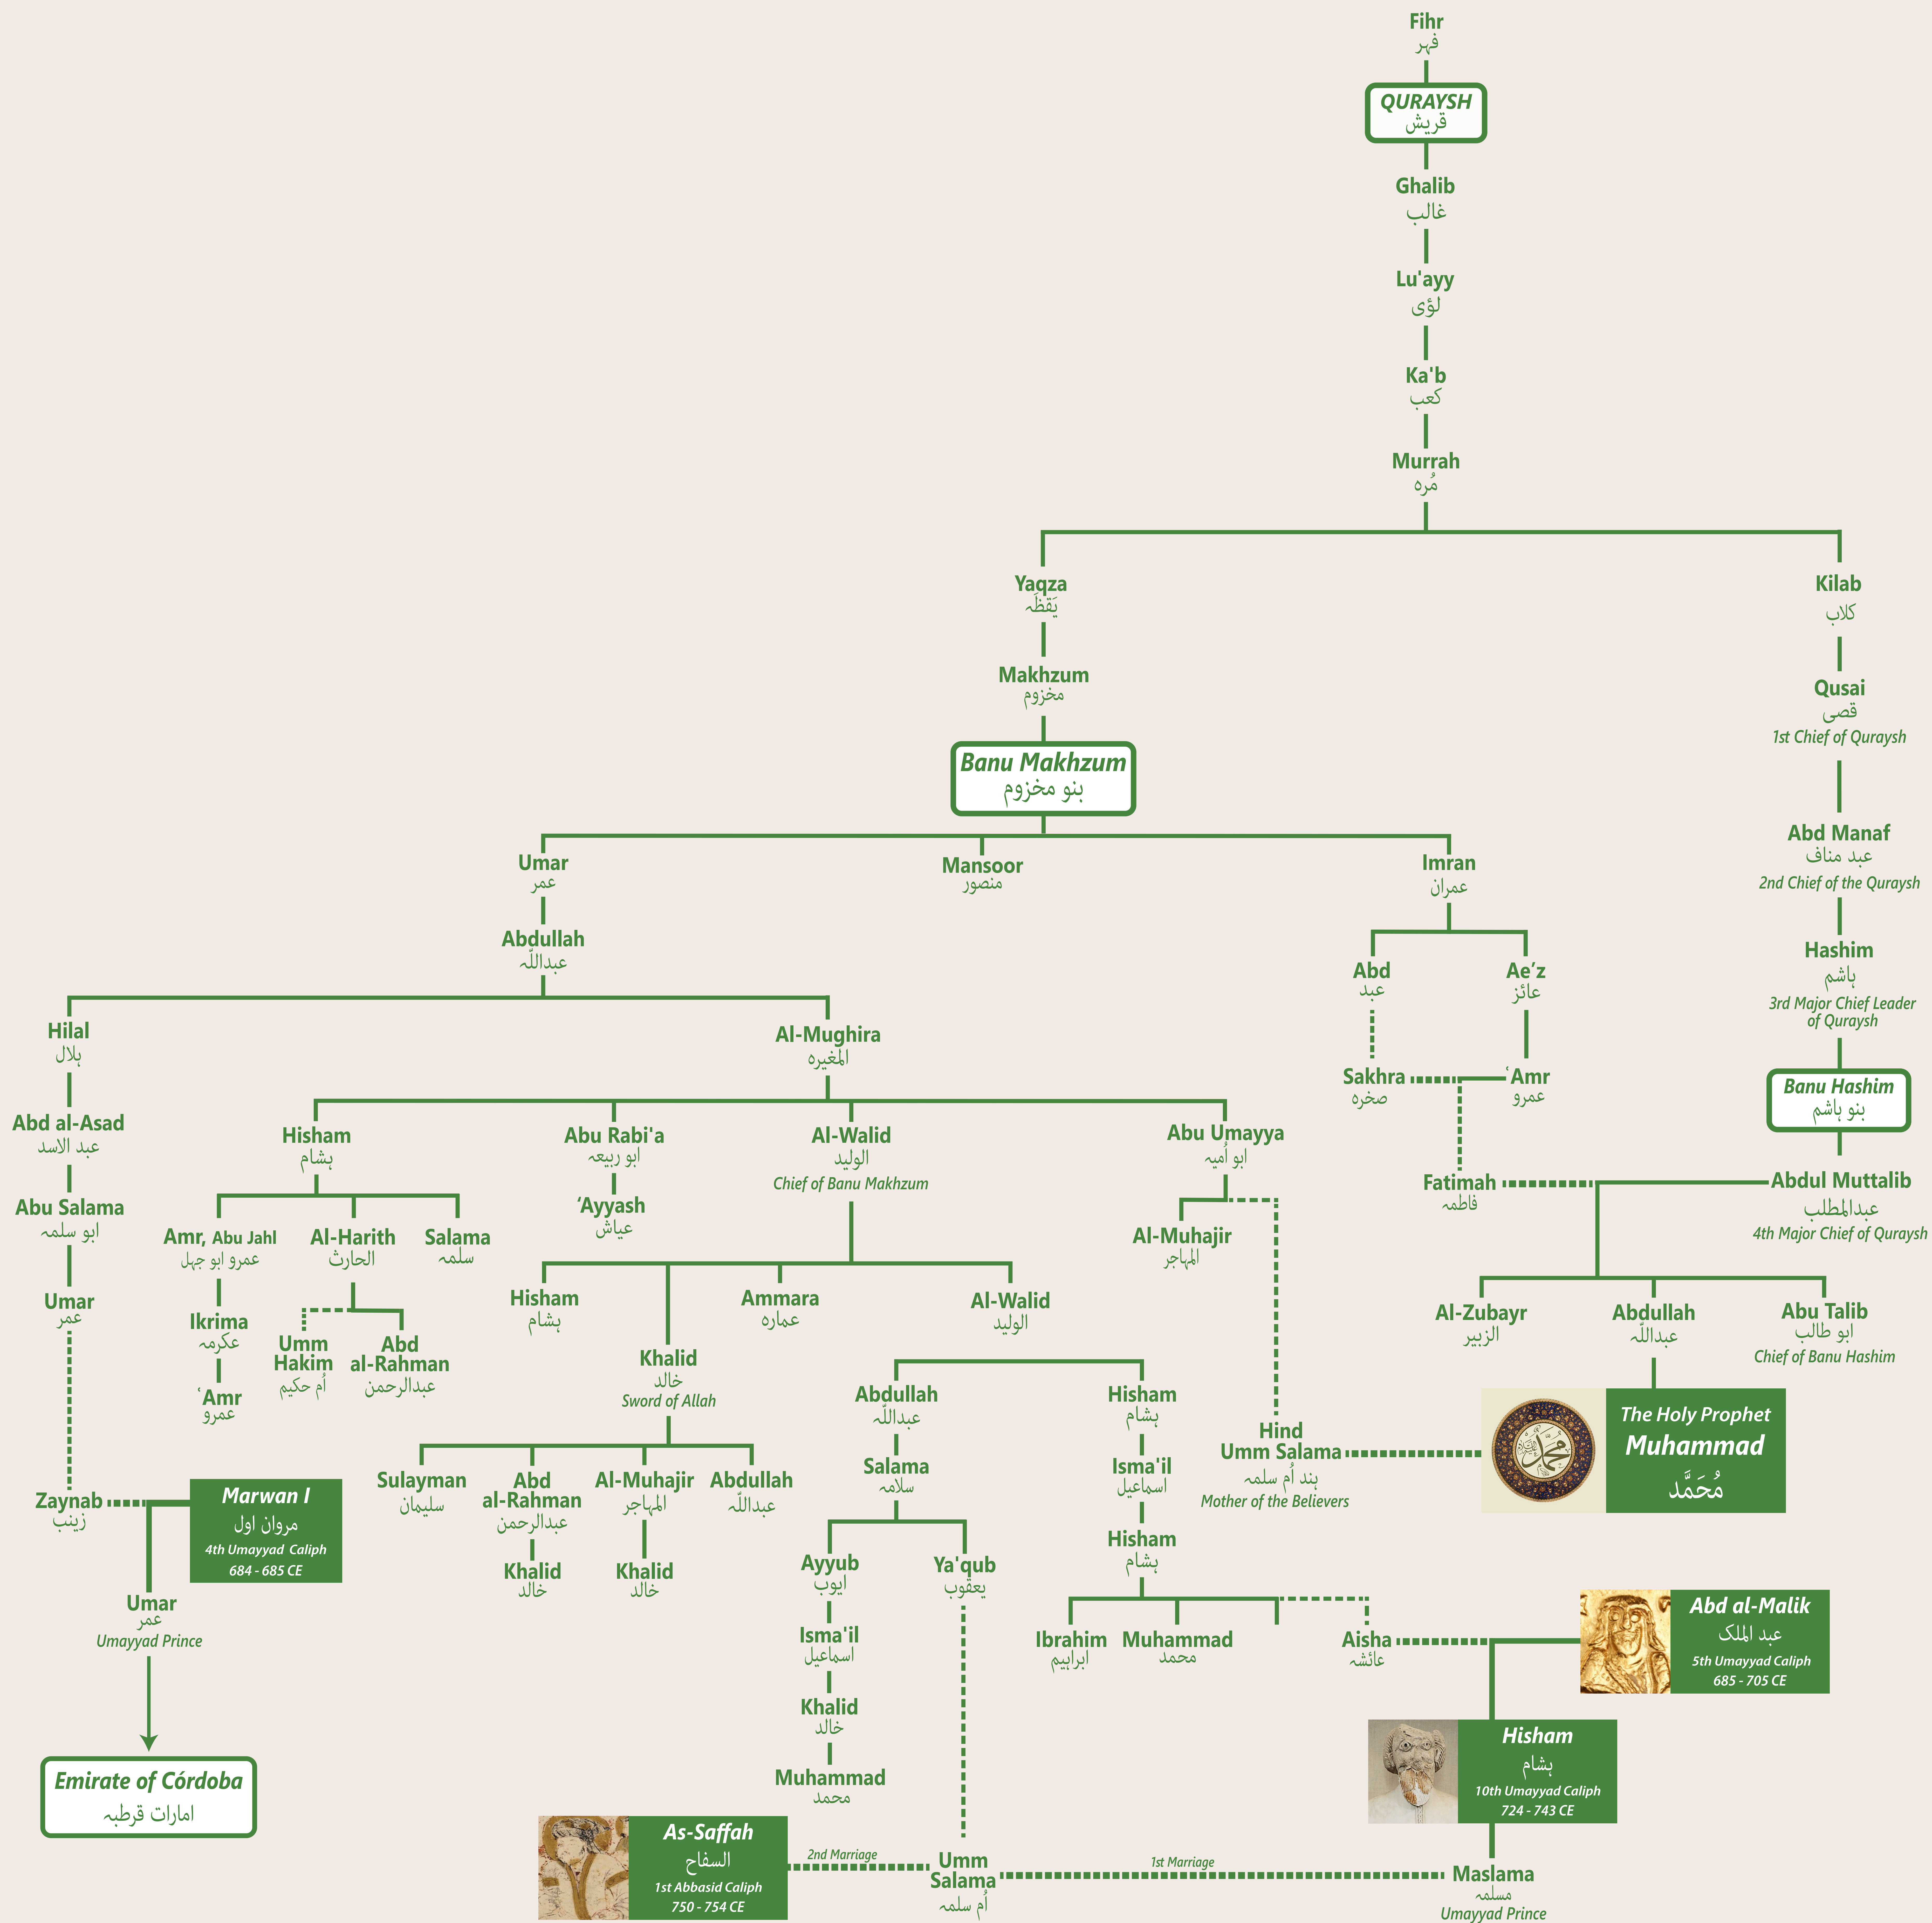 Fihr
فہر
QURAYSH
قریش
Ghalib
غالب
Lu'ayy
لؤی
Ka'b
کعب
Murrah
مُرہ
Yaqza
یَقظَہ
Kilab
کلاب
Makhzum
مخزوم
Qusai
قصی
1st Chief of Quraysh
Banu Makhzum
بنو مخزوم
Abd Manaf
عبد مناف
2nd Chief of the Quraysh
Umar
عمر
Mansoor
منصور
Imran
عمران
Abdullah
عبداللّٰہ
Abd
عبد
Ae‘z
عائز
Hashim
ہاشم
3rd Major Chief Leader
of Quraysh
Hilal
ہلال
Al-Mughira
المغیرہ
Sakhra
صخرہ
‘Amr
عمرو
Banu Hashim
بنو ہاشم
Abd al-Asad
عبد الاسد
Hisham
ہشام
Abu Rabi'a
ابو ربیعہ
Al-Walid
الولید
Chief of Banu Makhzum
Abu Umayya
ابو اُمیہ
Fatimah
فاطمہ
Abdul Muttalib
عبدالمطلب
4th Major Chief of Quraysh
Abu Salama
ابو سلمہ
Amr, Abu Jahl
عمرو ابو جہل
Al-Harith
الحارث
Salama
سلمہ
‘Ayyash
عیاش
Al-Muhajir
المہاجر
Umar
عمر
Ikrima
عکرمہ
Umm
Hakim
اُم حکیم
Abd
al-Rahman
عبدالرحمن
Hisham
ہشام
Ammara
عمارہ
Al-Walid
الولید
Al-Zubayr
الزبیر
Abdullah
عبداللّٰہ
Abu Talib
ابو طالب
Chief of Banu Hashim
‘Amr
عمرو
Khalid
خالد
Sword of Allah
Abdullah
عبداللّٰہ
Hisham
ہشام
Hind
Umm Salama
ہند اُم سلمہ
Mother of the Believers
The Holy Prophet
Muhammad
مُحَمَّد
Zaynab
زینب
Marwan I
مروان اول
4th Umayyad Caliph
684 - 685 CE
Sulayman
سلیمان
Abd
al-Rahman
عبدالرحمن
Al-Muhajir
المہاجر
Abdullah
عبداللّٰہ
Salama
سلامہ
Isma'il
اسماعیل
Khalid
خالد
Khalid
خالد
Ayyub
ایوب
Ya'qub
یعقوب
Hisham
ہشام
Umar
عمر
Umayyad Prince
Isma'il
اسماعیل
Ibrahim
ابراہیم
Muhammad
محمد
Aisha
عائشہ
Abd al-Malik
عبد الملک
5th Umayyad Caliph
685 - 705 CE
Khalid
خالد
Hisham
ہشام
10th Umayyad Caliph
724 - 743 CE
Muhammad
محمد
Emirate of Córdoba
امارات قرطبہ
As-Saffah
السفاح
1st Abbasid Caliph
750 - 754 CE
2nd Marriage
Umm
Salama
اُم سلمہ
1st Marriage
Maslama
مسلمہ
Umayyad Prince